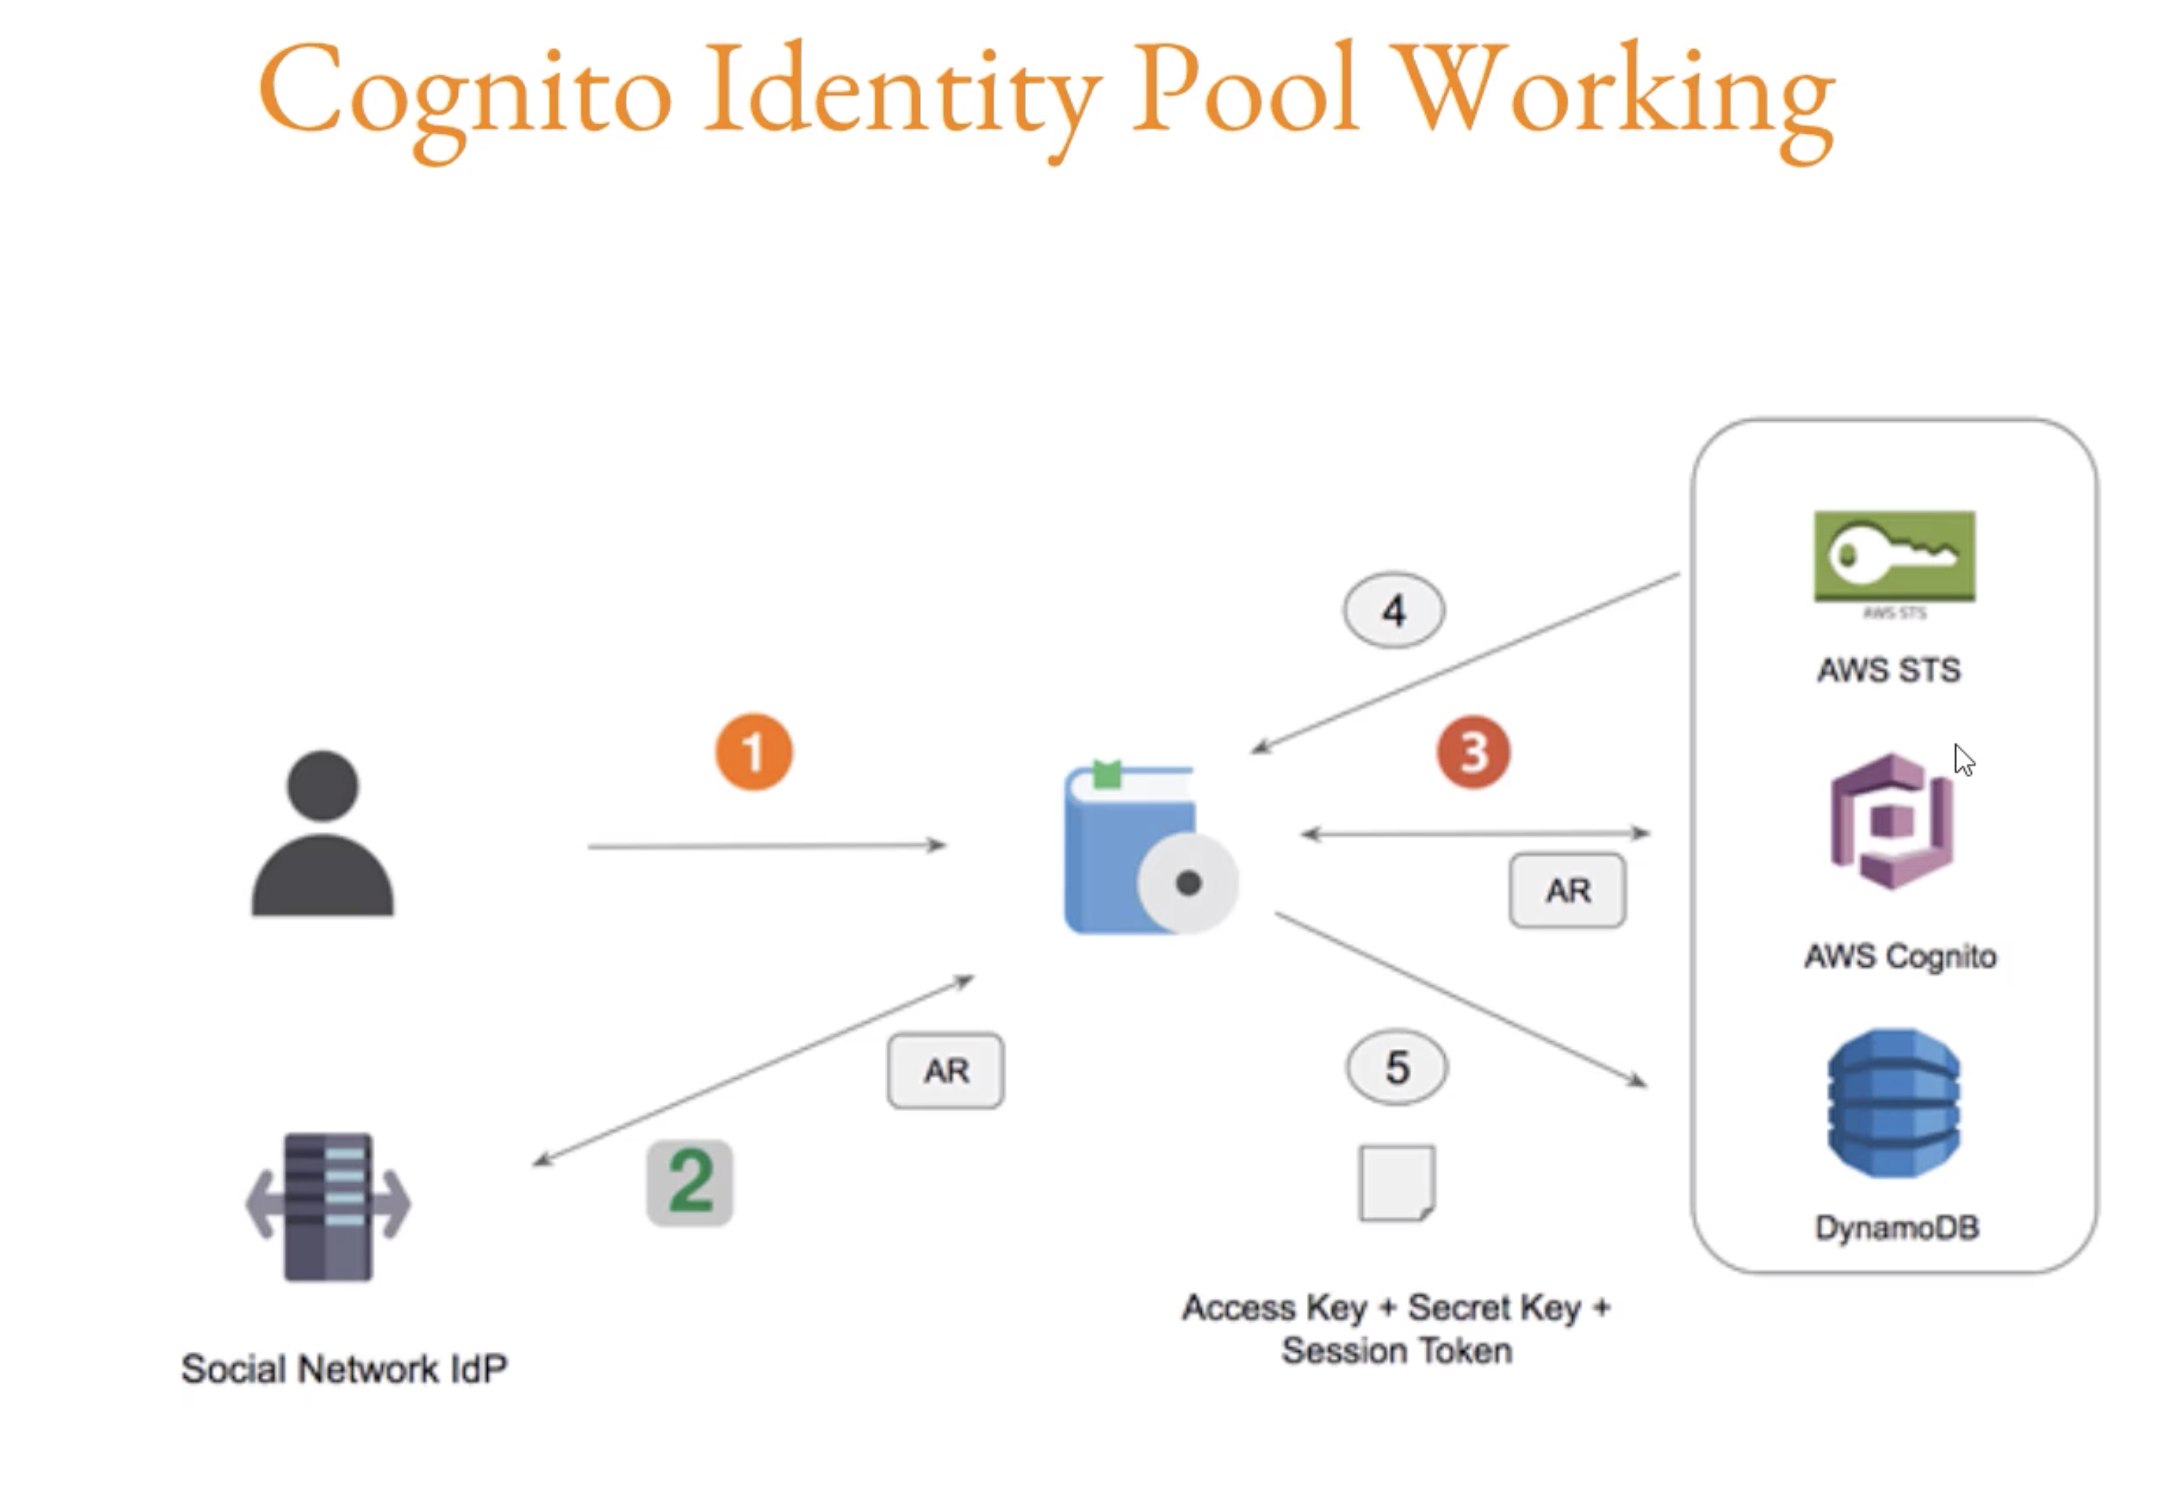 Cognito Identity Pool Working
4
AWS STS
AWS STS
1
3
AR
AWS Cognito
AR
5
2
DynamoDB
Access Key + Secret Key +
Session Token
Social Network IdP